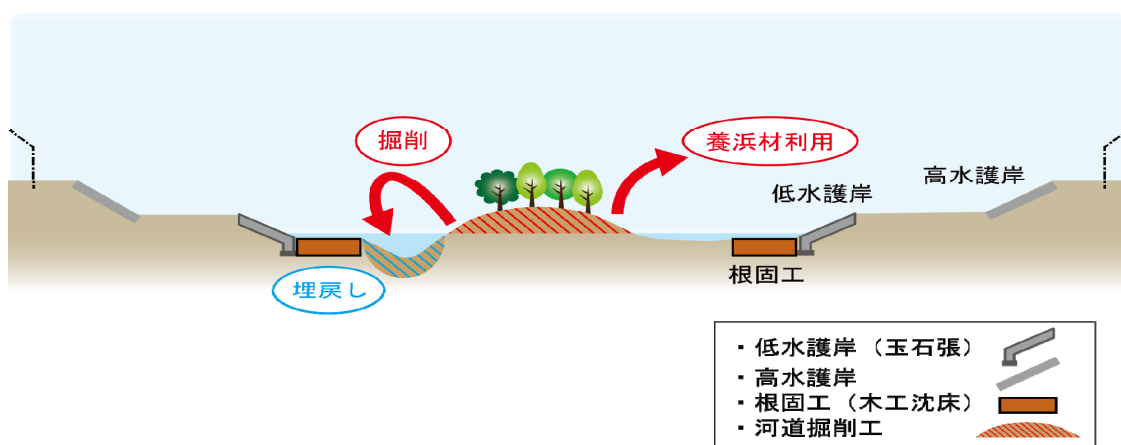 掘削
養浜材利用
高水護岸
低水護岸
根固工
埋戻し
・低水護岸（玉石張）
・高水護岸
・根固工（木工沈床）
・河道掘削工